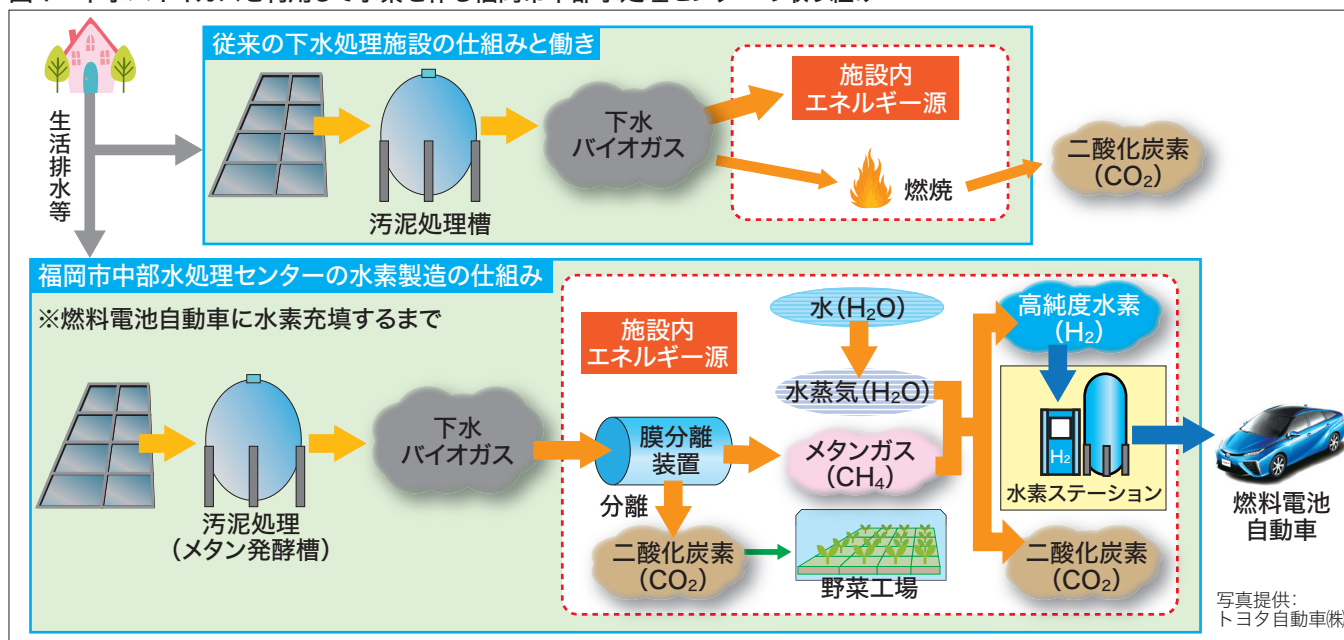 従来の下水処理施設の仕組みと働き
生活排水等
汚泥処理槽
下水
バイオガス
施設内
エネルギー源
燃焼
二酸化炭素
(CO₂)
福岡市中部水処理センターの水素製造の仕組み
※燃料電池自動車に水素充填するまで
汚泥処理
(メタン発酵槽)
下水
バイオガス
施設内
エネルギー源
膜分離
装置
分離
二酸化炭素
(CO₂)
水(H₂O)
水蒸気(H₂O)
メタンガス
(CH₄)
野菜工場
高純度水素
(H₂)
H₂
水素ステーション
二酸化炭素
(CO₂)
燃料電池
自動車
写真提供:
トヨタ自動車㈱